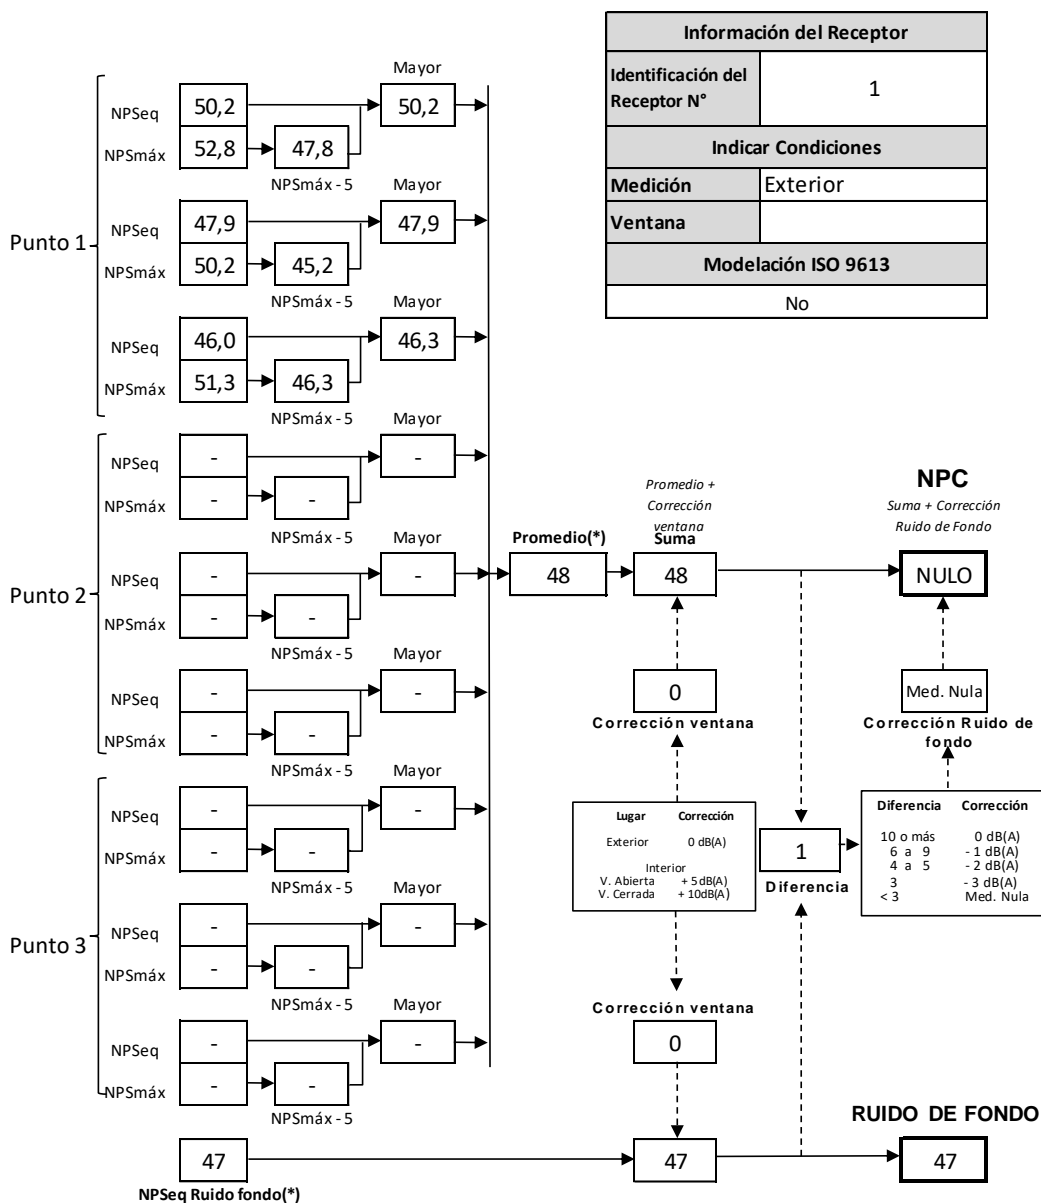 Información del Receptor
Identificación del Receptor N° 1
Indicar Condiciones
Medición Exterior
Ventana
Modelación ISO 9613
No
Punto 1
Mayor
NPSeq 50,2 50,2
NPSmáx 52,8 47,8
NPSmáx - 5
Mayor
NPSeq 47,9 47,9
NPSmáx 50,2 45,2
NPSmáx - 5
Mayor
NPSeq 46,0 46,3
NPSmáx 51,3 46,3
NPSmáx - 5
Punto 2
Mayor
NPSeq - -
NPSmáx - -
NPSmáx - 5
Mayor
NPSeq - -
NPSmáx - -
NPSmáx - 5
Mayor
NPSeq - -
NPSmáx - -
NPSmáx - 5
Punto 3
Mayor
NPSeq - -
NPSmáx - -
NPSmáx - 5
Mayor
NPSeq - -
NPSmáx - -
NPSmáx - 5
Mayor
NPSeq - -
NPSmáx - -
NPSmáx - 5
Promedio(*)
48
Promedio +
Corrección
ventana
Suma
48
NPC
Suma + Corrección
Ruido de Fondo
NULO
0
Corrección ventana
Med. Nula
Corrección Ruido de
fondo
Lugar Corrección
Exterior 0 dB(A)
Interior
V. Abierta + 5dB(A)
V. Cerrada + 10dB(A)
1
Diferencia
Diferencia Corrección
10 o más 0 dB(A)
6 a 9 - 1 dB(A)
4 a 5 - 2 dB(A)
3 - 3 dB(A)
< 3 Med. Nula
Corrección ventana
0
RUIDO DE FONDO
47 47 47
NPSeq Ruido fondo(*)